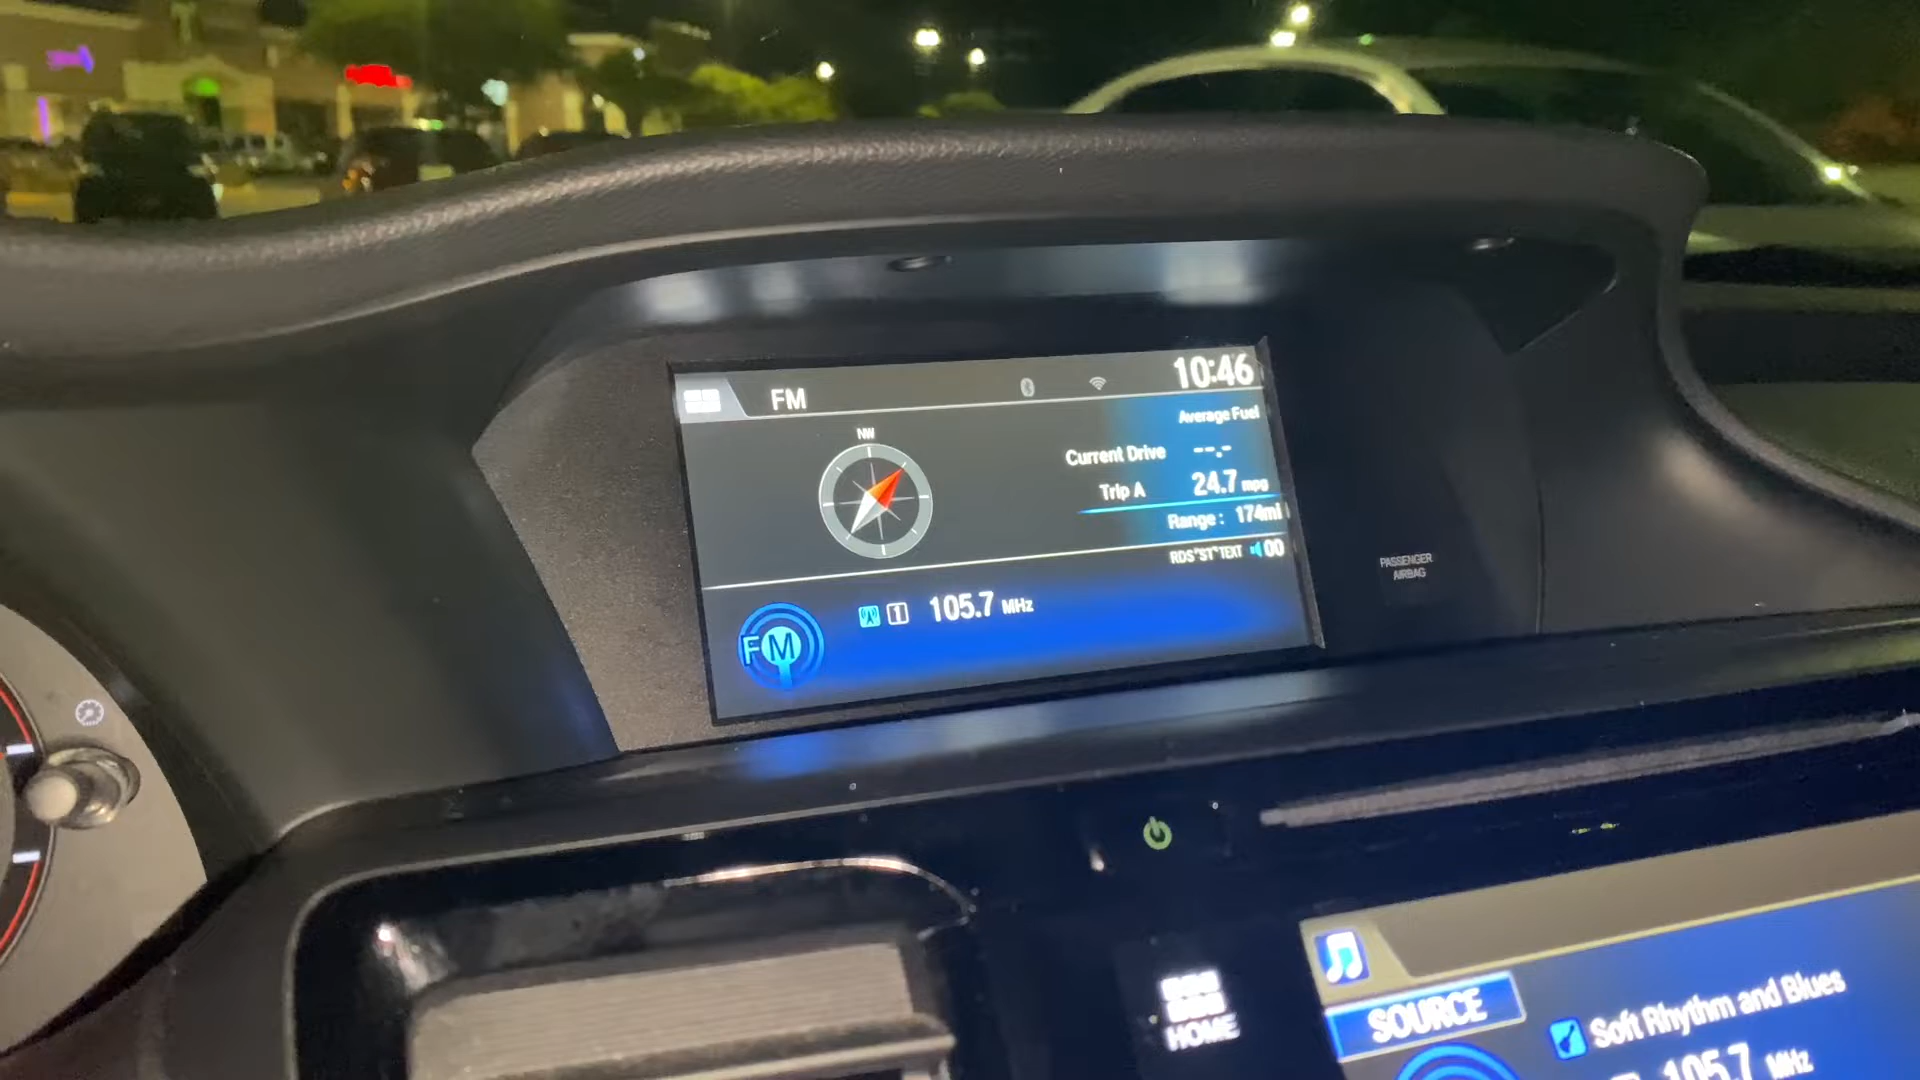 FM
10:46
NW
Average Fuel
Current Drive --.-
Trip A 24.7 mpg
Range : 174mi
RDS "ST" TEXT 00
FM
1 105.7 MHz
PASSENGER
AIRBAG
HOME
SOURCE
Soft Rhythm and Blues
105.7 MHz